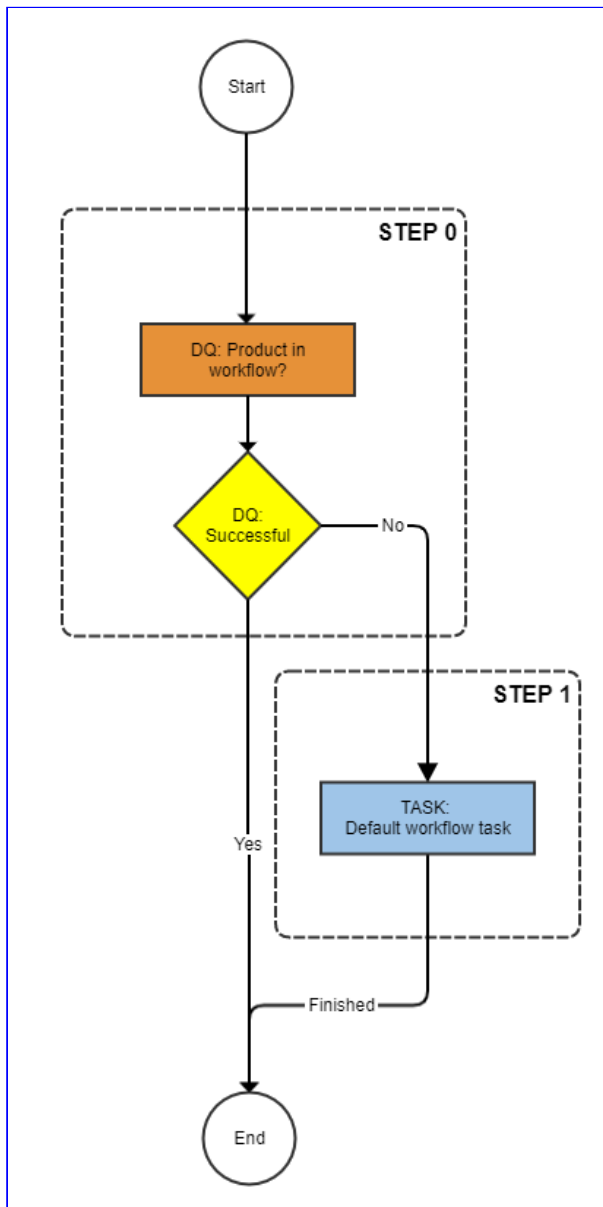 Start
STEP 0
DQ: Product in
workflow?
DQ:
Successful
No
STEP 1
TASK:
Default workflow task
Yes
Finished
End